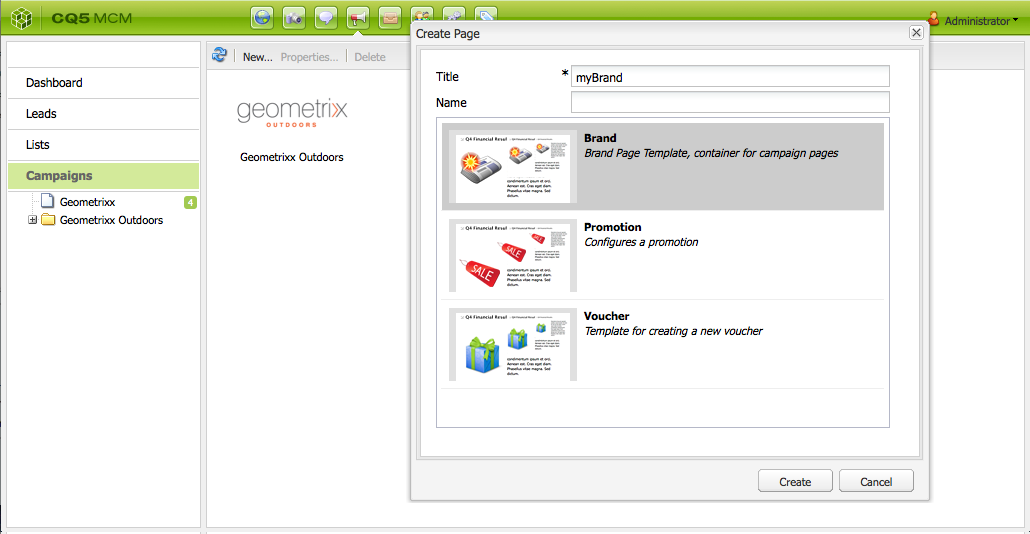 CQ5 MCM
Administrator
Dashboard
Leads
Lists
Campaigns
Geometrixx
4
Geometrixx Outdoors
New...
Properties...
Delete
geometrixx
OUTDOORS
Geometrixx Outdoors
Create Page
Title
*
myBrand
Name
Q4 Financial Resul
condimentum ipsum et orci.
Aenean est. Cras eget diam.
Phasellus vitae magna. Sed
dictum.
Brand
Brand Page Template, container for campaign pages
Q4 Financial Resul
condimentum ipsum et orci.
Aenean est. Cras eget diam.
Phasellus vitae magna. Sed
dictum.
SALE
SALE
Promotion
Configures a promotion
Q4 Financial Resul
condimentum ipsum et orci.
Aenean est. Cras eget diam.
Phasellus vitae magna. Sed
dictum.
Voucher
Template for creating a new voucher
Create
Cancel